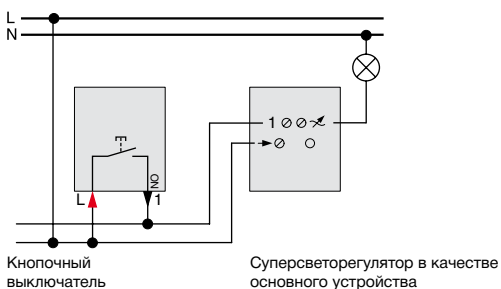 L
N
1
ON
L
1
Кнопочный
выключатель
Суперсветорегулятор в качестве
основного устройства